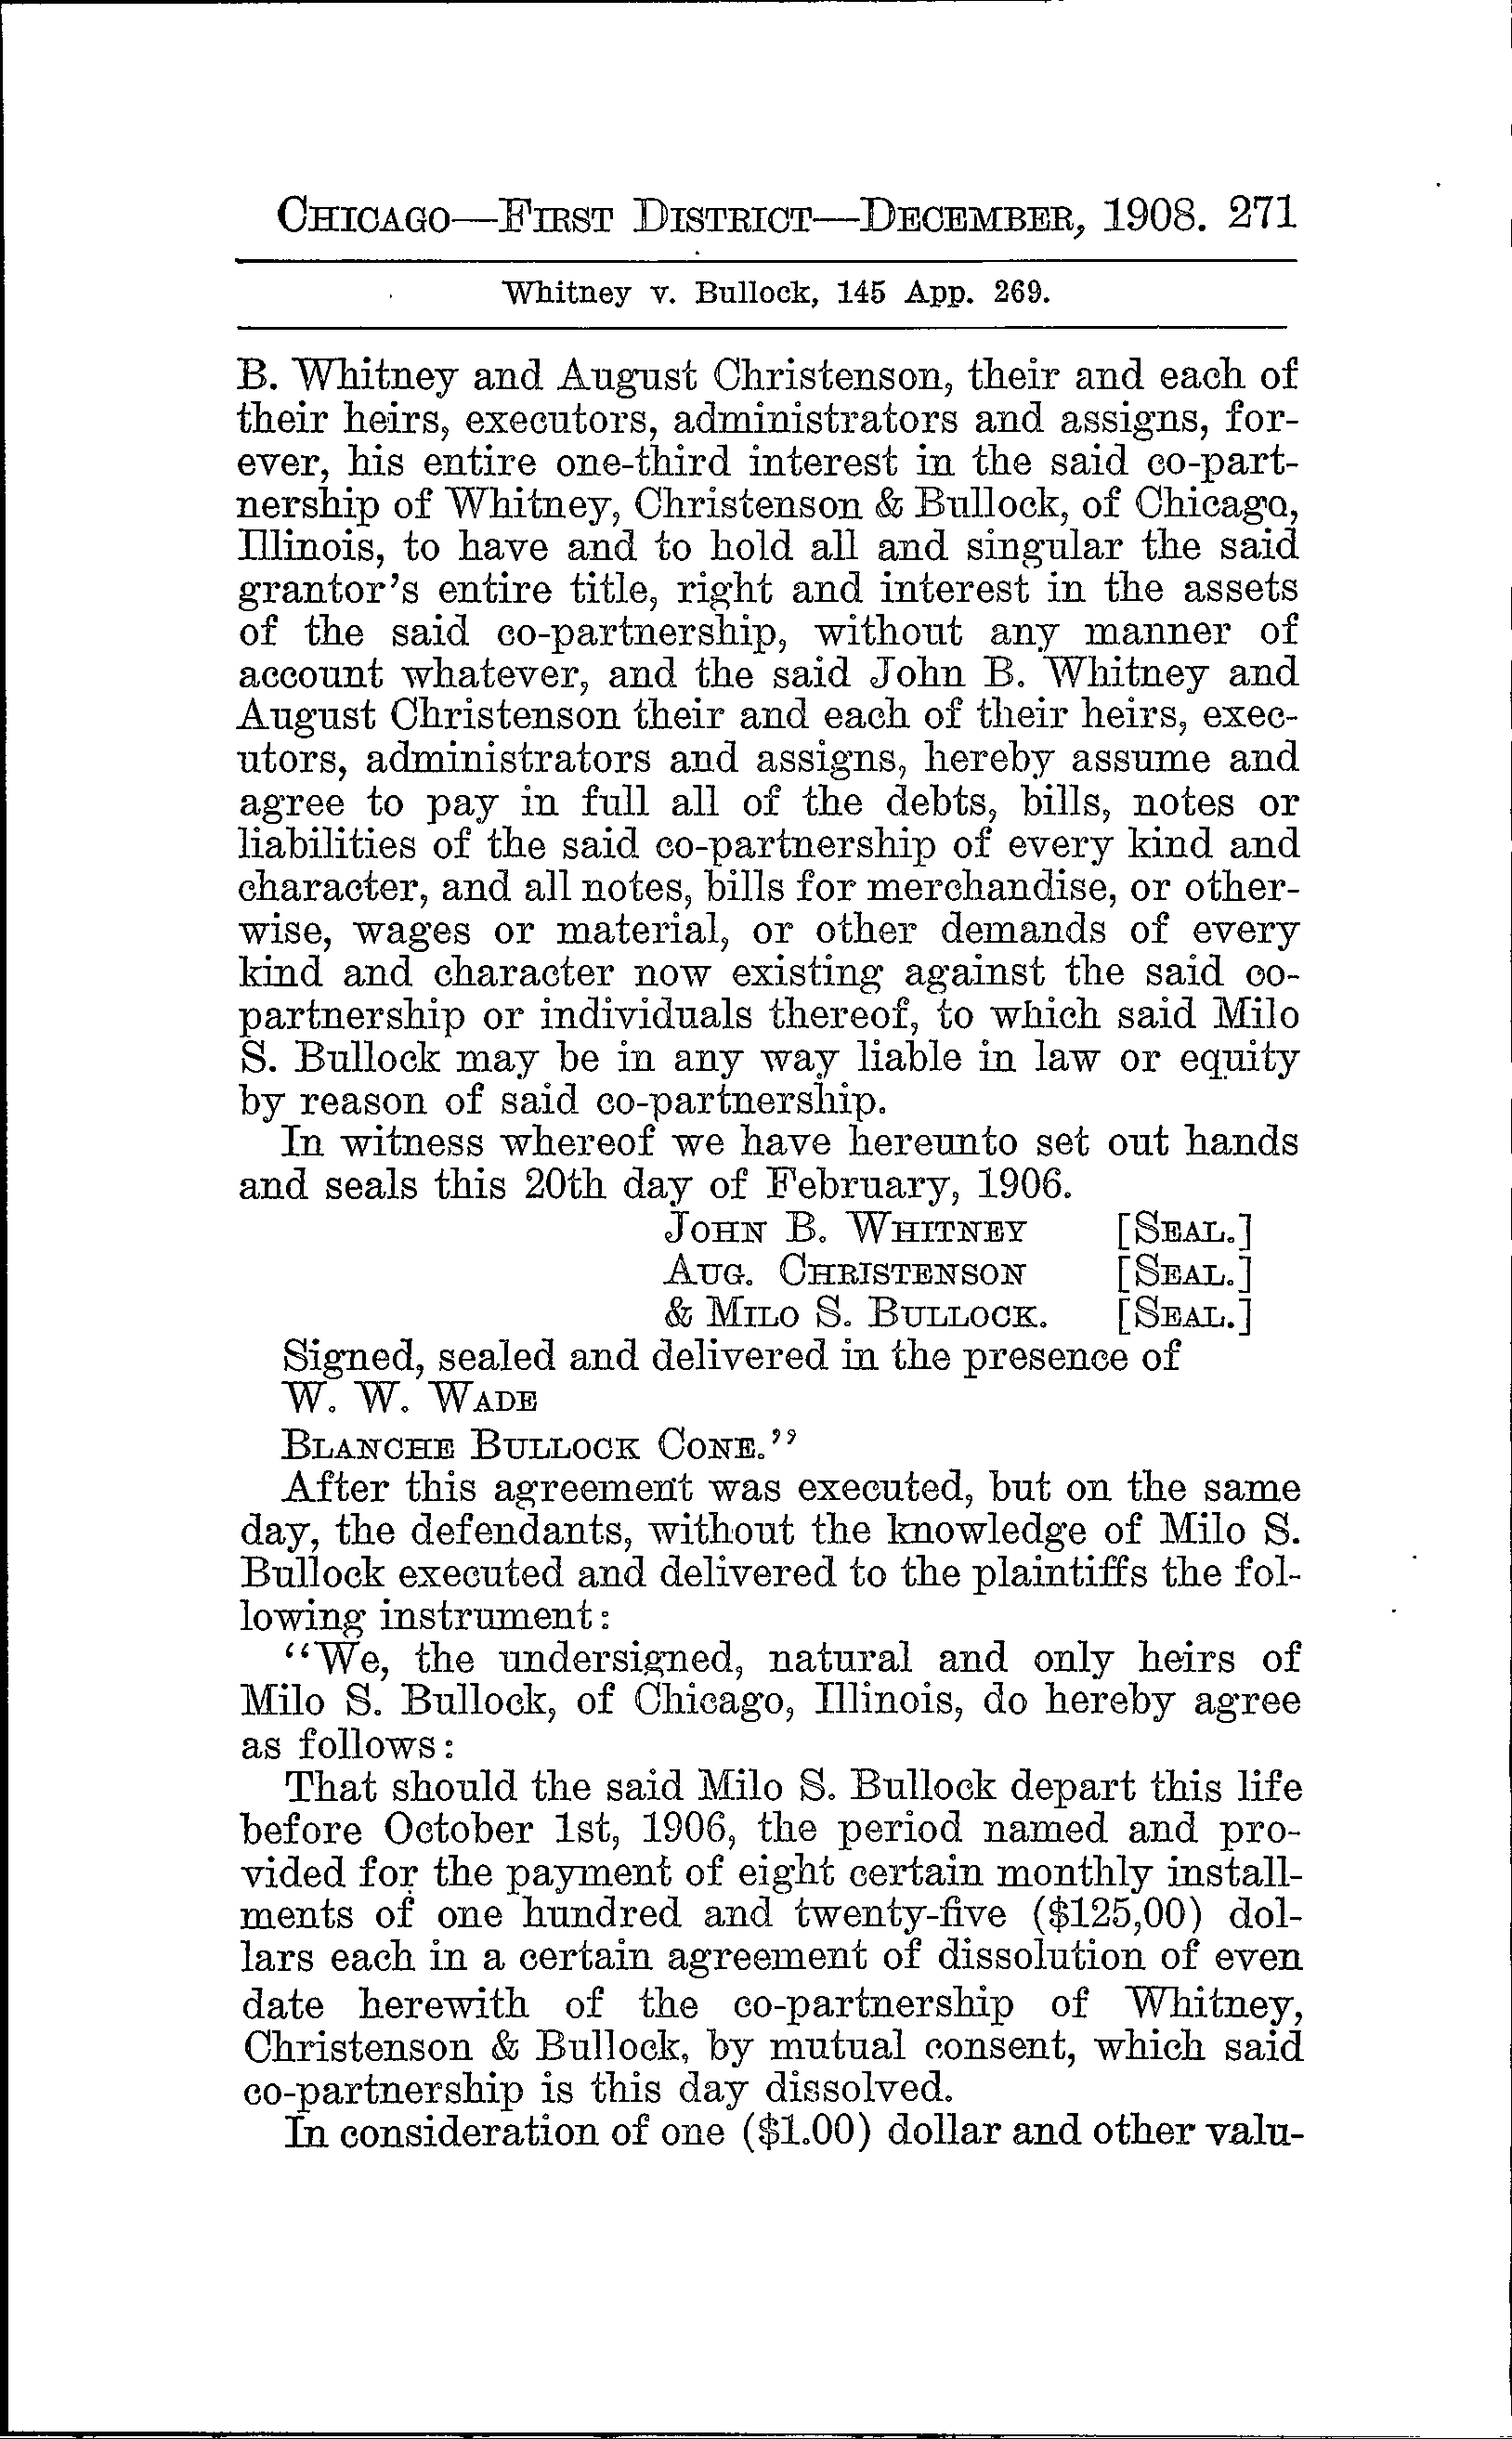 CHICAGO—FIRST DISTRICT—DECEMBER, 1908. 271
Whitney v. Bullock, 145 App. 269.
B. Whitney and August Christenson, their and each of
their heirs, executors, administrators and assigns, for-
ever, his entire one-third interest in the said co-part-
nership of Whitney, Christenson & Bullock, of Chicago,
Illinois, to have and to hold all and singular the said
grantor's entire title, right and interest in the assets
of the said co-partnership, without any manner of
account whatever, and the said John B. Whitney and
August Christenson their and each of their heirs, exec-
utors, administrators and assigns, hereby assume and
agree to pay in full all of the debts, bills, notes or
liabilities of the said co-partnership of every kind and
character, and all notes, bills for merchandise, or other-
wise, wages or material, or other demands of every
kind and character now existing against the said co-
partnership or individuals thereof, to which said Milo
S. Bullock may be in any way liable in law or equity
by reason of said co-partnership.
In witness whereof we have hereunto set out hands
and seals this 20th day of February, 1906.
JOHN B. WHITNEY [SEAL.]
AUG. CHRISTENSON [SEAL.]
& MILO S. BULLOCK. [SEAL.]
Signed, sealed and delivered in the presence of
W. W. WADE
BLANCHE BULLOCK CONE."
After this agreement was executed, but on the same
day, the defendants, without the knowledge of Milo S.
Bullock executed and delivered to the plaintiffs the fol-
lowing instrument:
"We, the undersigned, natural and only heirs of
Milo S. Bullock, of Chicago, Illinois, do hereby agree
as follows:
That should the said Milo S. Bullock depart this life
before October 1st, 1906, the period named and pro-
vided for the payment of eight certain monthly install-
ments of one hundred and twenty-five ($125,00) dol-
lars each in a certain agreement of dissolution of even
date herewith of the co-partnership of Whitney,
Christenson & Bullock, by mutual consent, which said
co-partnership is this day dissolved.
In consideration of one ($1.00) dollar and other valu-